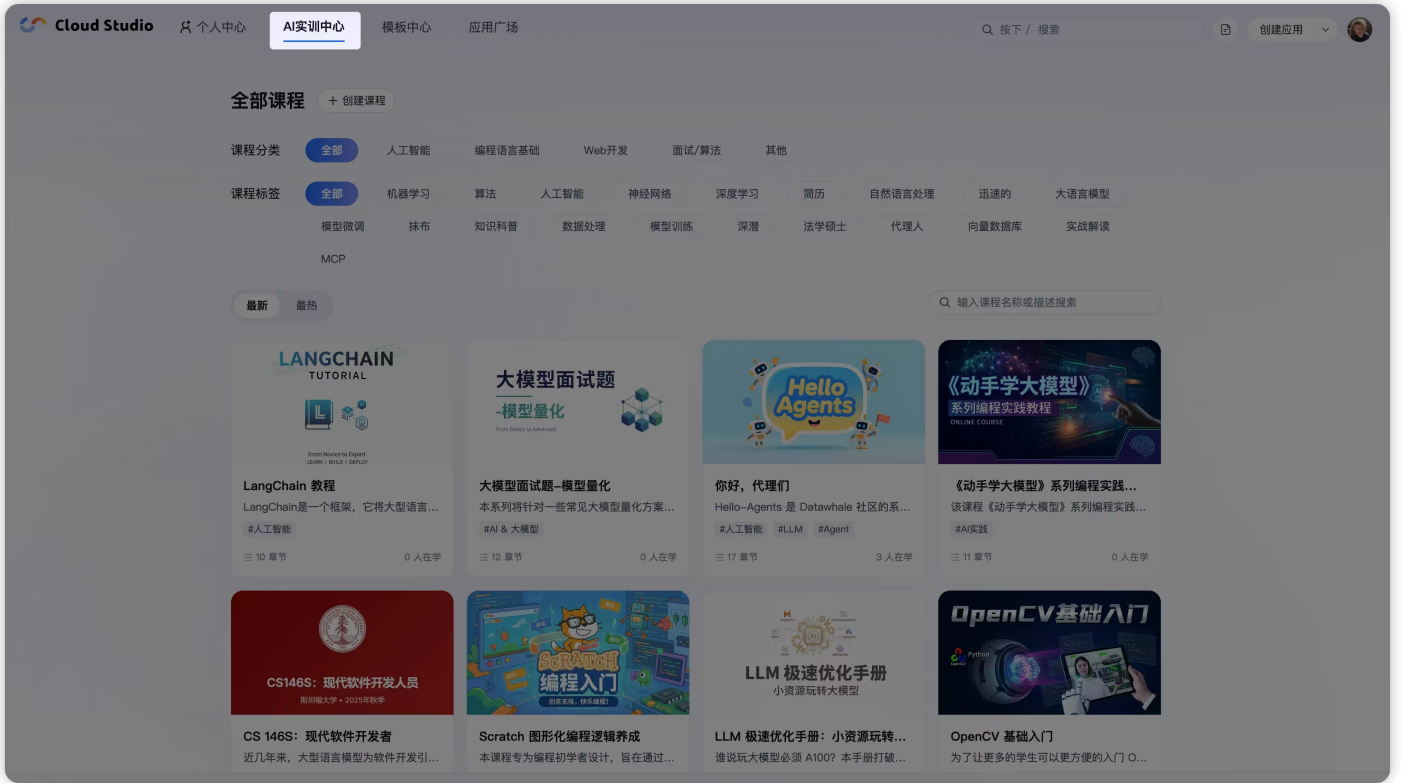 Cloud Studio 个人中心 AI实训中心 模板中心 应用广场 按下 / 搜索 创建应用
全部课程 + 创建课程
课程分类 全部 人工智能 编程语言基础 Web开发 面试/算法 其他
课程标签 全部 机器学习 算法 人工智能 神经网络 深度学习 简历 自然语言处理 迅速的 大语言模型
模型微调 抹布 知识科普 数据处理 模型训练 深潜 法学硕士 代理人 向量数据库 实战解读
MCP
最新 最热 输入课程名称或描述搜索
LANGCHAIN
TUTORIAL
L
From Novice to Expert
LEARN | BUILD | DEPLOY
LangChain 教程
LangChain是一个框架，它将大型语言...
#人工智能
10 章节 0 人在学
大模型面试题
-模型量化
From Basics to Advanced
大模型面试题-模型量化
本系列将针对一些常见大模型量化方案...
#AI & 大模型
12 章节 0 人在学
Hello
Agents
你好，代理们
Hello-Agents 是 Datawhale 社区的系...
#人工智能 #LLM #Agent
17 章节 3 人在学
《动手学大模型》
AI
系列编程实践教程
ONLINE COURSE
《动手学大模型》系列编程实践...
该课程《动手学大模型》系列编程实践...
#AI实践
11 章节 0 人在学
CS146S：现代软件开发人员
斯坦福大学 • 2025年秋季
CS 146S：现代软件开发者
近几年来，大型语言模型为软件开发引...
SCRATCH
编程入门
创意无限，快乐编程！
Scratch 图形化编程逻辑养成
本课程专为编程初学者设计，旨在通过...
AI
LLM 极速优化手册
小资源玩转大模型
LLM 极速优化手册：小资源玩转...
谁说玩大模型必须 A100？本手册打破...
OpenCV基础入门
Python
OpenCV
OpenCV 基础入门
为了让更多的学生可以更方便的入门 O...